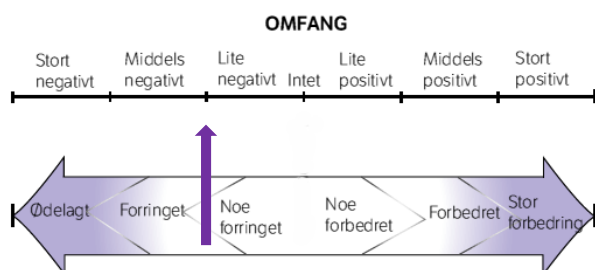 OMFANG
Stort negativt
Middels negativt
Lite negativt
Intet
Lite positivt
Middels positivt
Stort positivt
Ødelagt
Forringet
Noe forringet
Noe forbedret
Forbedret
Stor forbedring